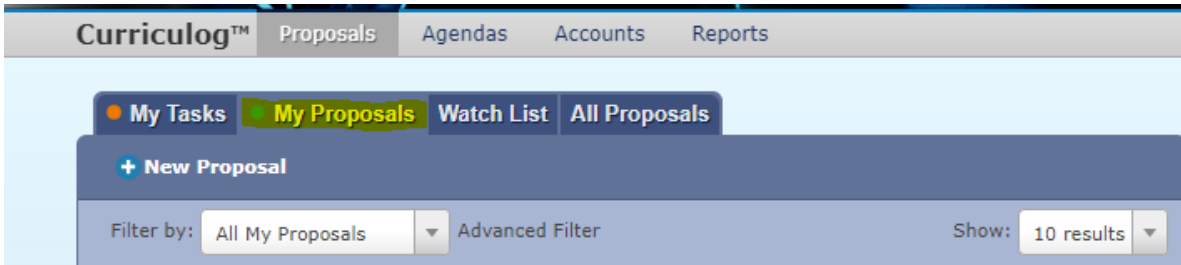 Curriculog™ Proposals Agendas Accounts Reports
My Tasks My Proposals Watch List All Proposals
+ New Proposal
Filter by: All My Proposals Advanced Filter Show: 10 results